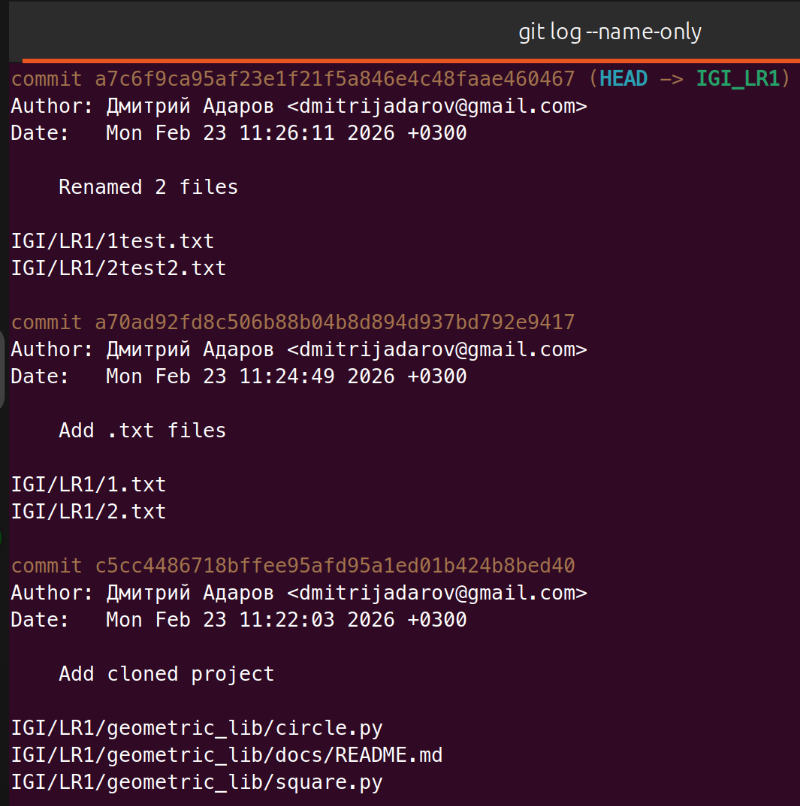 git log --name-only
commit a7c6f9ca95af23e1f21f5a846e4c48faae460467 (HEAD -> IGI_LR1)
Author: Дмитрий Адаров <dmitrijadarov@gmail.com>
Date:   Mon Feb 23 11:26:11 2026 +0300
Renamed 2 files
IGI/LR1/1test.txt
IGI/LR1/2test2.txt
commit a70ad92fd8c506b88b04b8d894d937bd792e9417
Author: Дмитрий Адаров <dmitrijadarov@gmail.com>
Date:   Mon Feb 23 11:24:49 2026 +0300
Add .txt files
IGI/LR1/1.txt
IGI/LR1/2.txt
commit c5cc4486718bffee95afd95a1ed01b424b8bed40
Author: Дмитрий Адаров <dmitrijadarov@gmail.com>
Date:   Mon Feb 23 11:22:03 2026 +0300
Add cloned project
IGI/LR1/geometric_lib/circle.py
IGI/LR1/geometric_lib/docs/README.md
IGI/LR1/geometric_lib/square.py